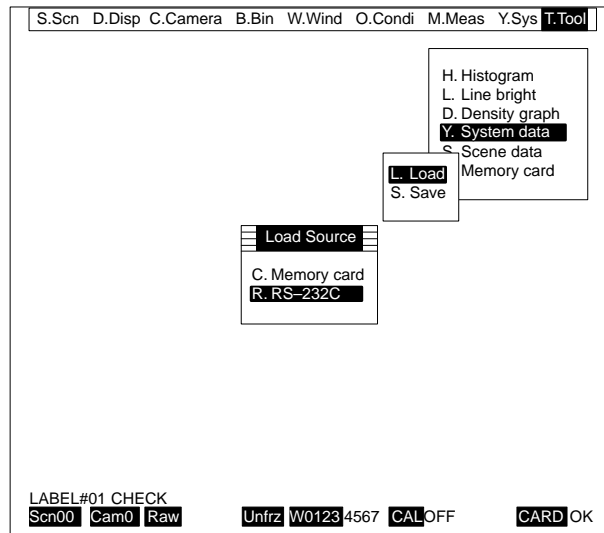 S.Scn D.Disp C.Camera B.Bin W.Wind O.Condi M.Meas Y.Sys T.Tool
H. Histogram
L. Line bright
D. Density graph
Y. System data
S. Scene data
Memory card
L. Load
S. Save
Load Source
C. Memory card
R. RS–232C
LABEL#01 CHECK
Scn00 Cam0 Raw Unfrz W0123 4567 CAL OFF CARD OK